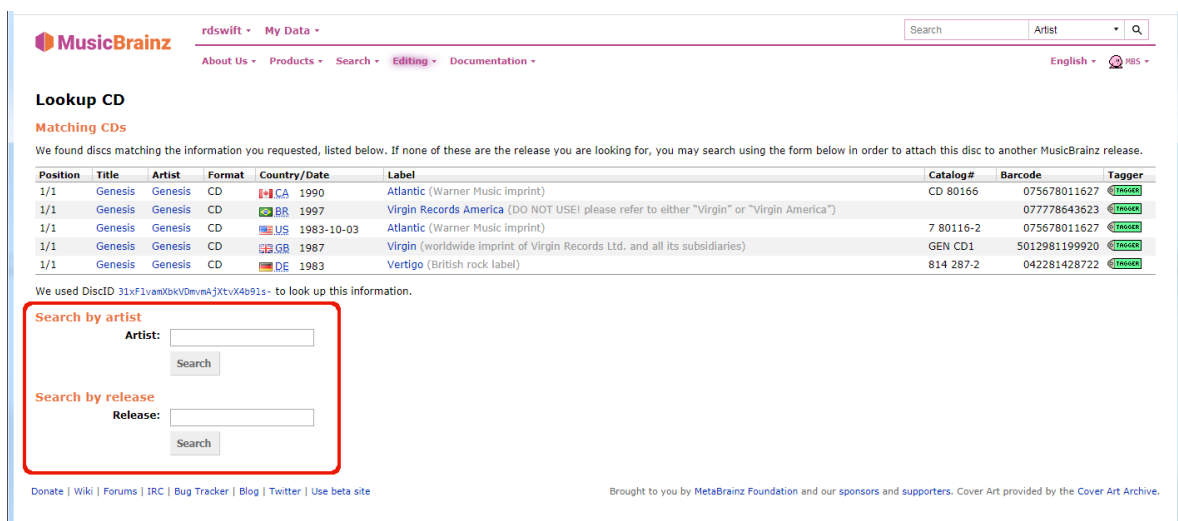 MusicBrainz
rdswift ▾ My Data ▾
Search Artist
About Us ▾ Products ▾ Search ▾ Editing ▾ Documentation ▾
English ▾ MBS ▾
Lookup CD
Matching CDs
We found discs matching the information you requested, listed below. If none of these are the release you are looking for, you may search using the form below in order to attach this disc to another MusicBrainz release.
Position Title Artist Format Country/Date Label Catalog# Barcode Tagger
1/1 Genesis Genesis CD CA 1990 Atlantic (Warner Music imprint) CD 80166 075678011627 TAGGER
1/1 Genesis Genesis CD BR 1997 Virgin Records America (DO NOT USE! please refer to either “Virgin” or “Virgin America”) 077778643623 TAGGER
1/1 Genesis Genesis CD US 1983-10-03 Atlantic (Warner Music imprint) 7 80116-2 075678011627 TAGGER
1/1 Genesis Genesis CD GB 1987 Virgin (worldwide imprint of Virgin Records Ltd. and all its subsidiaries) GEN CD1 5012981199920 TAGGER
1/1 Genesis Genesis CD DE 1983 Vertigo (British rock label) 814 287-2 042281428722 TAGGER
We used DiscID 31xF1vamXbkVDmvmAjXtvX4b9ls- to look up this information.
Search by artist
Artist:
Search
Search by release
Release:
Search
Donate | Wiki | Forums | IRC | Bug Tracker | Blog | Twitter | Use beta site
Brought to you by MetaBrainz Foundation and our sponsors and supporters. Cover Art provided by the Cover Art Archive.